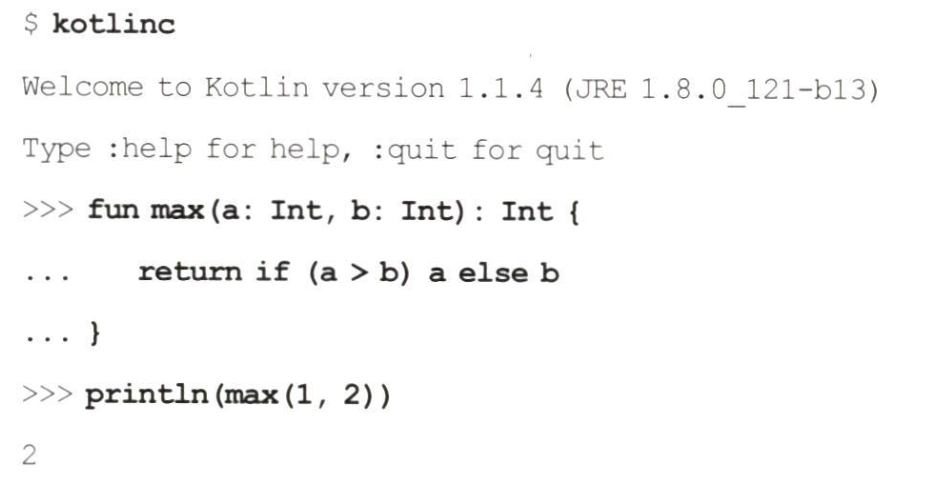 $ kotlinc
Welcome to Kotlin version 1.1.4 (JRE 1.8.0_121-b13)
Type :help for help, :quit for quit
>>> fun max(a: Int, b: Int): Int {
...    return if (a > b) a else b
... }
>>> println(max(1, 2))
2